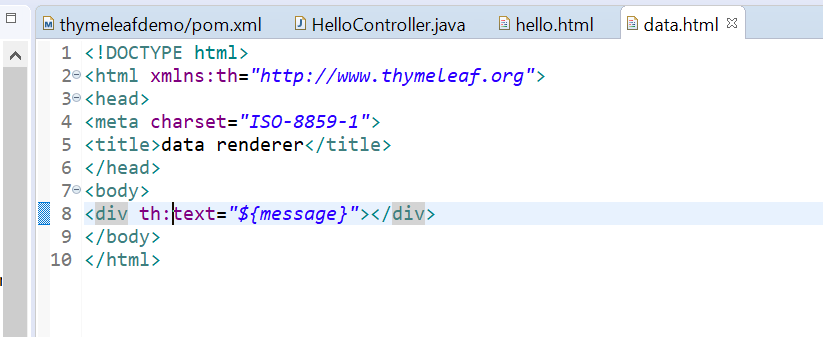 thymeleafdemo/pom.xml HelloController.java hello.html data.html
1 <!DOCTYPE html>
2 <html xmlns:th="http://www.thymeleaf.org">
3 <head>
4 <meta charset="ISO-8859-1">
5 <title>data renderer</title>
6 </head>
7 <body>
8 <div th:text="${message}"></div>
9 </body>
10 </html>